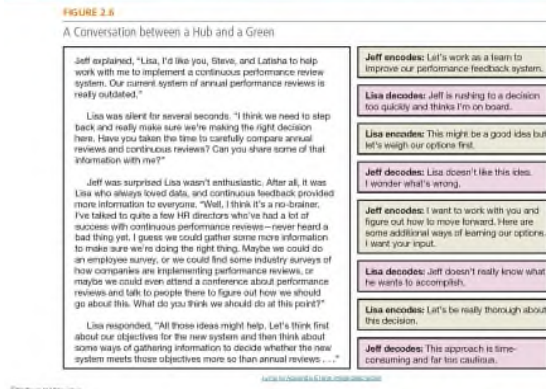 FIGURE 2.6
A Conversation between a Hub and a Green
Jeff explained, "Lisa, I'd like you, Steve, and Latisha to help
work with me to implement a continuous performance review
system. Our current system of annual performance reviews is
really outdated."
Lisa was silent for several seconds. "I think we need to step
back and really make sure we're making the right decision
here. Have you taken the time to carefully compare annual
reviews and continuous reviews? Can you share some of that
information with me?"
Jeff was surprised Lisa wasn't enthusiastic. After all, it was
Lisa who always loved data, and continuous feedback provided
more information to everyone. "Well, I think it's a no-brainer.
I've talked to quite a few HR directors who've had a lot of
success with continuous performance reviews—never heard a
bad thing yet. I guess we could gather some more information
to make sure we're doing the right thing. Maybe we could do
an employee survey, or we could find some industry surveys of
how companies are implementing performance reviews, or
maybe we could even attend a conference about performance
reviews and talk to people there to figure out how we should
go about this. What do you think we should do at this point?"
Lisa responded, "All those ideas might help. Let's think first
about our objectives for the new system and then think about
some ways of gathering information to decide whether the new
system meets those objectives more so than annual reviews . . ."
Jeff encodes: Let's work as a team to
improve our performance feedback system.
Lisa decodes: Jeff is rushing to a decision
too quickly and thinks I'm on board.
Lisa encodes: This might be a good idea but
let's weigh our options first.
Jeff decodes: Lisa doesn't like this idea.
I wonder what's wrong.
Jeff encodes: I want to work with you and
figure out how to move forward. Here are
some additional ways of learning our options.
I want your input.
Lisa decodes: Jeff doesn't really know what
he wants to accomplish.
Lisa encodes: Let's be really thorough about
this decision.
Jeff decodes: This approach is time-
consuming and far too cautious.